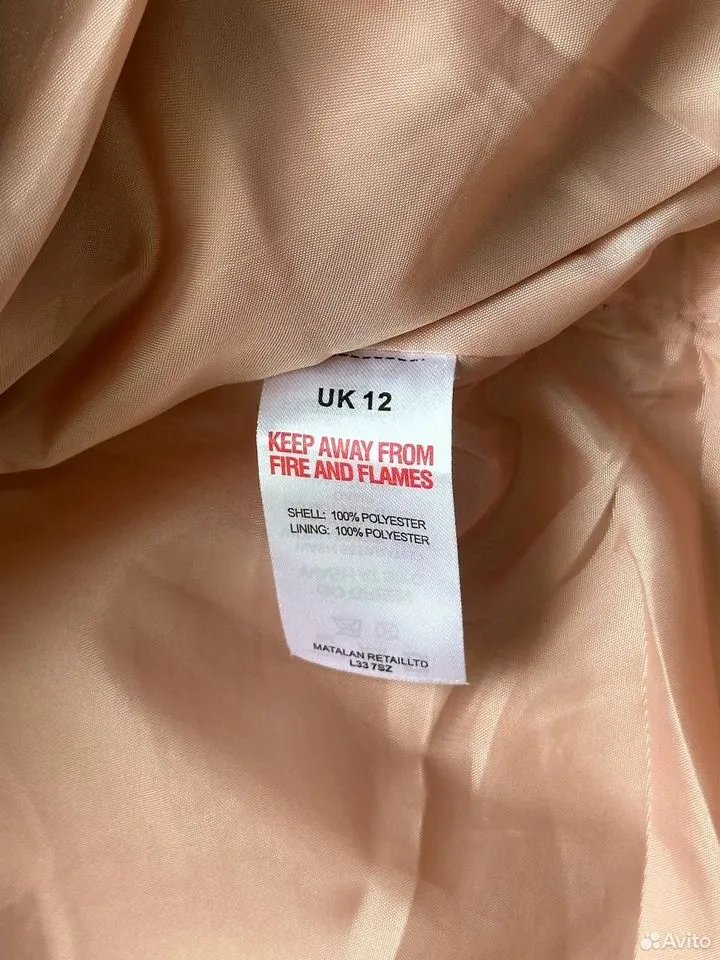 UK 12
KEEP AWAY FROM
FIRE AND FLAMES
SHELL: 100% POLYESTER
LINING: 100% POLYESTER
MATALAN RETAILLTD
L33 7SZ
Avito